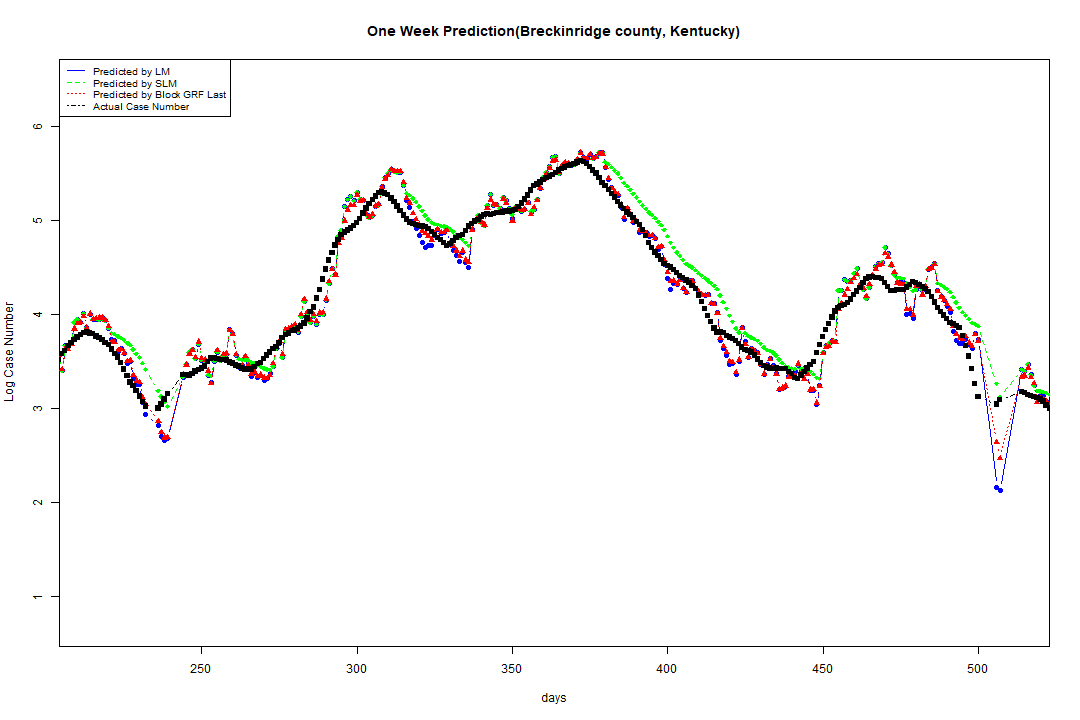 One Week Prediction(Breckinridge county, Kentucky)
Predicted by LM
Predicted by SLM
Predicted by Block GRF Last
Actual Case Number
6
5
4
3
2
1
Log Case Number
250 300 350 400 450 500
days